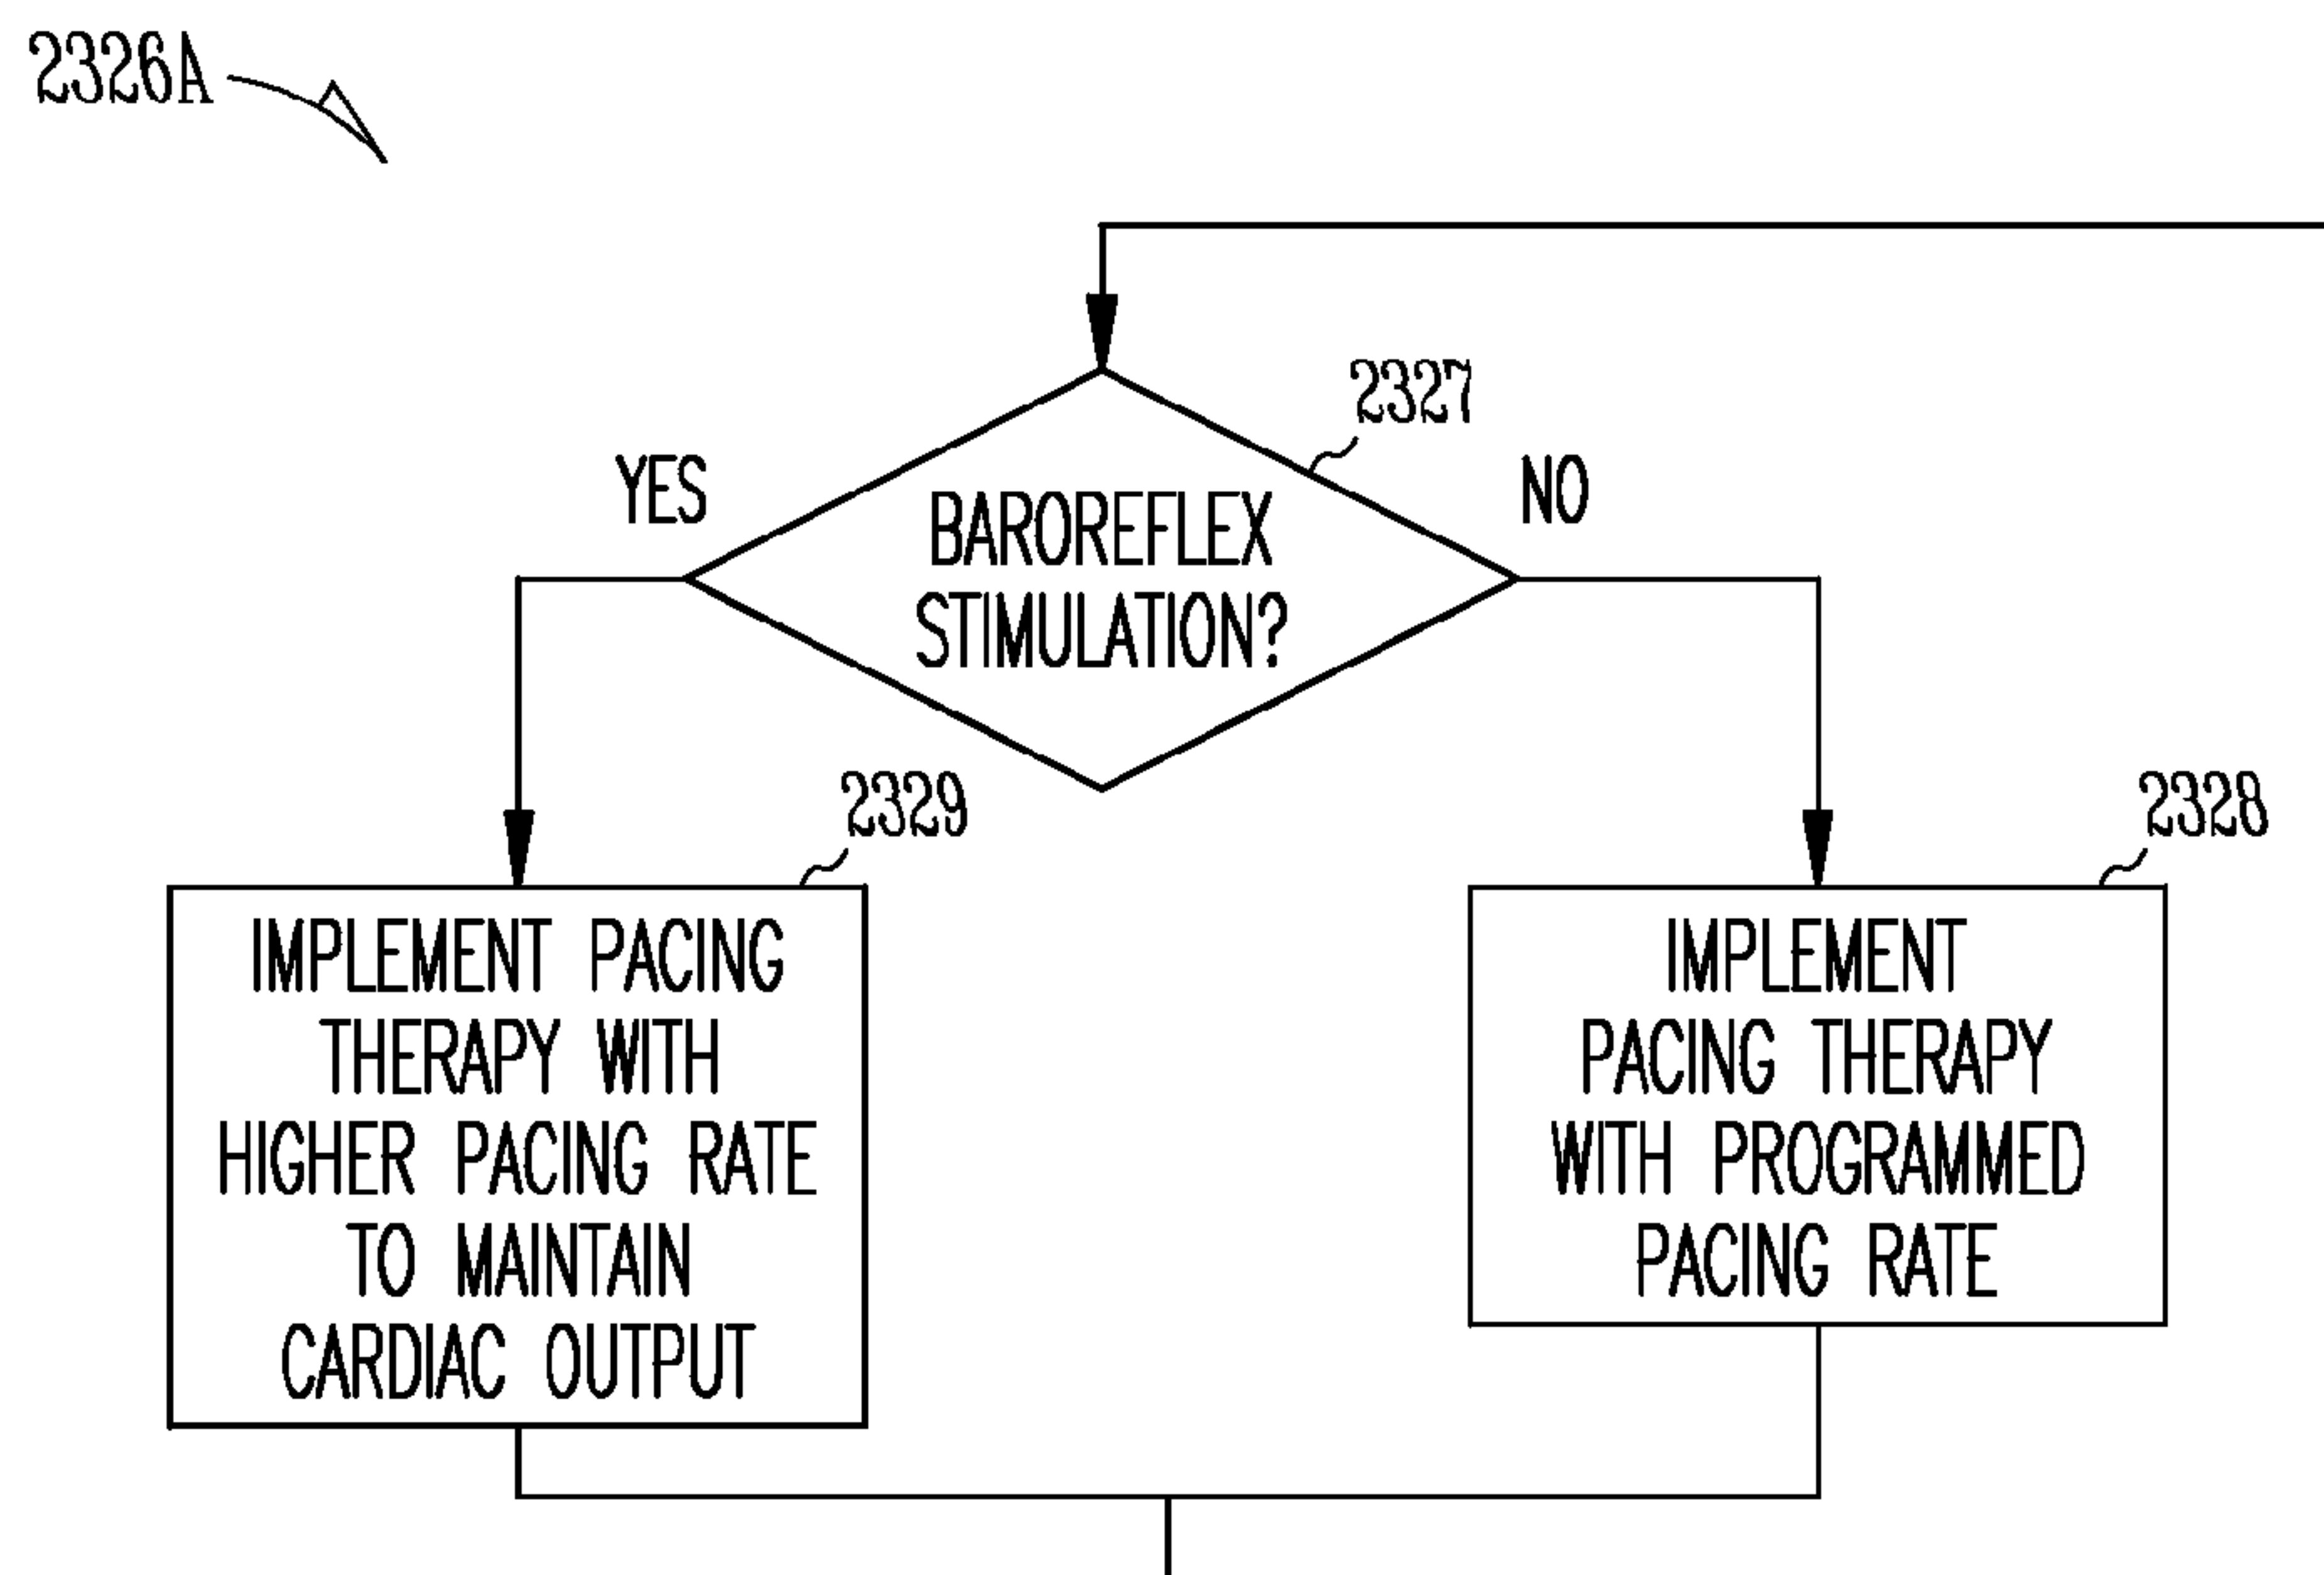 2326A
2327
YES
NO
BAROREFLEX
STIMULATION?
2329
2328
IMPLEMENT PACING
THERAPY WITH
HIGHER PACING RATE
TO MAINTAIN
CARDIAC OUTPUT
IMPLEMENT
PACING THERAPY
WITH PROGRAMMED
PACING RATE